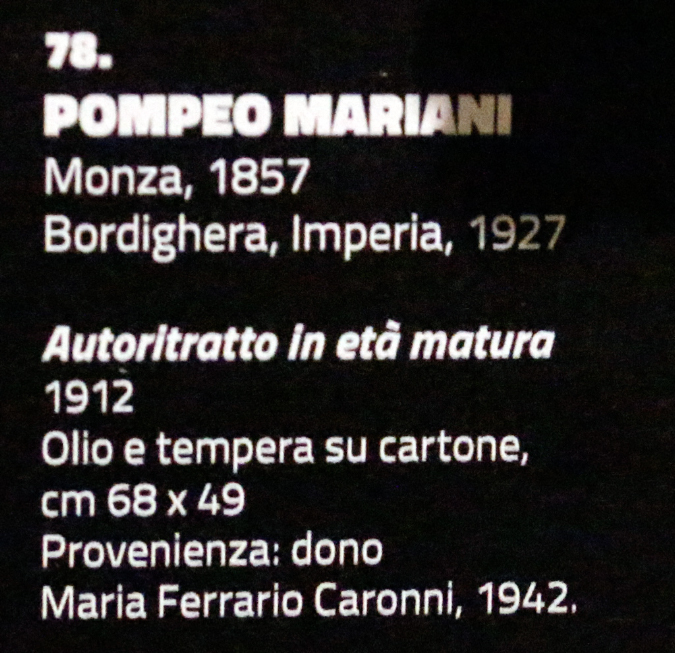 78.
POMPEO MARIANI
Monza, 1857
Bordighera, Imperia, 1927
Autoritratto in età matura
1912
Olio e tempera su cartone,
cm 68 x 49
Provenienza: dono
Maria Ferrario Caronni, 1942.